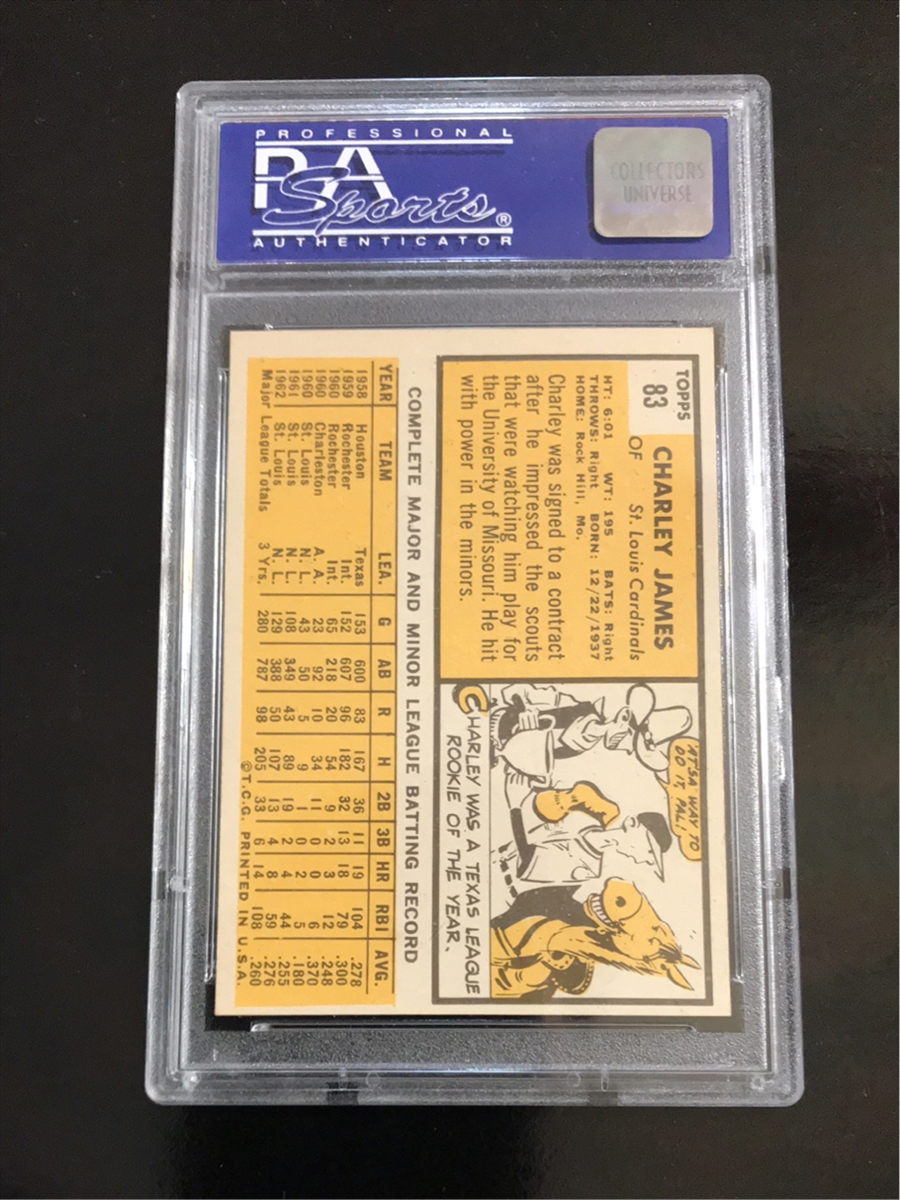 PROFESSIONAL
PSA
Sports®
AUTHENTICATOR
COLLECTORS
UNIVERSE
TOPPS
83
CHARLEY JAMES
OF St. Louis Cardinals
HT: 6:01 WT: 195 BATS: Right
THROWS: Right BORN: 12/22/1937
HOME: Rock Hill, Mo.
Charley was signed to a contract
after he impressed the scouts
that were watching him play for
the University of Missouri. He hit
with power in the minors.
'AT'SA WAY TO
DO IT, PAL!
CHARLEY WAS A TEXAS LEAGUE
ROOKIE OF THE YEAR.
COMPLETE MAJOR AND MINOR LEAGUE BATTING RECORD
YEAR TEAM LEA. G AB R H 2B 3B HR RBI AVG.
1958 Houston Texas 153 600 83 167 36 11 19 104 .278
1959 Rochester Int. 152 607 96 182 32 13 18 79 .300
1960 Rochester Int. 65 218 20 54 9 2 3 12 .248
1960 Charleston A. A. 23 92 10 34 11 1 0 6 .370
1960 St. Louis N. L. 43 50 5 9 1 0 2 5 .180
1961 St. Louis N. L. 108 349 43 89 19 2 4 44 .255
1962 St. Louis N. L. 129 388 50 107 13 4 8 59 .276
Major League Totals 3 Yrs. 280 787 98 205 33 6 14 108 .260
©T.C.G. PRINTED IN U.S.A.